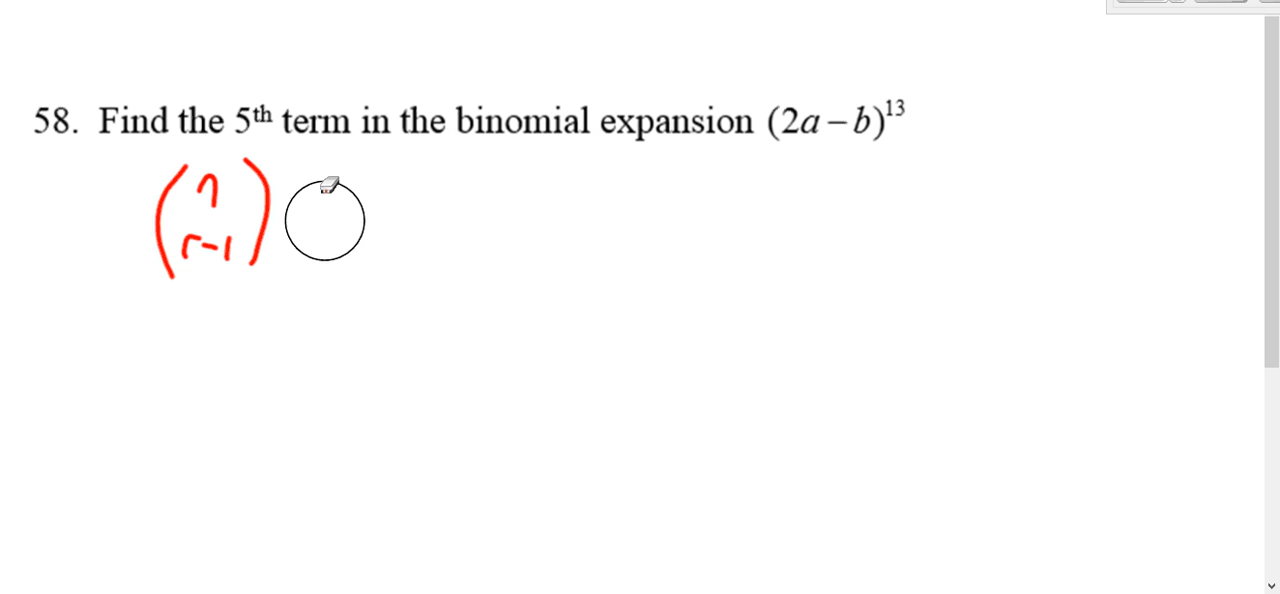 58. Find the 5th term in the binomial expansion (2a − b)¹³
(n
r-1)